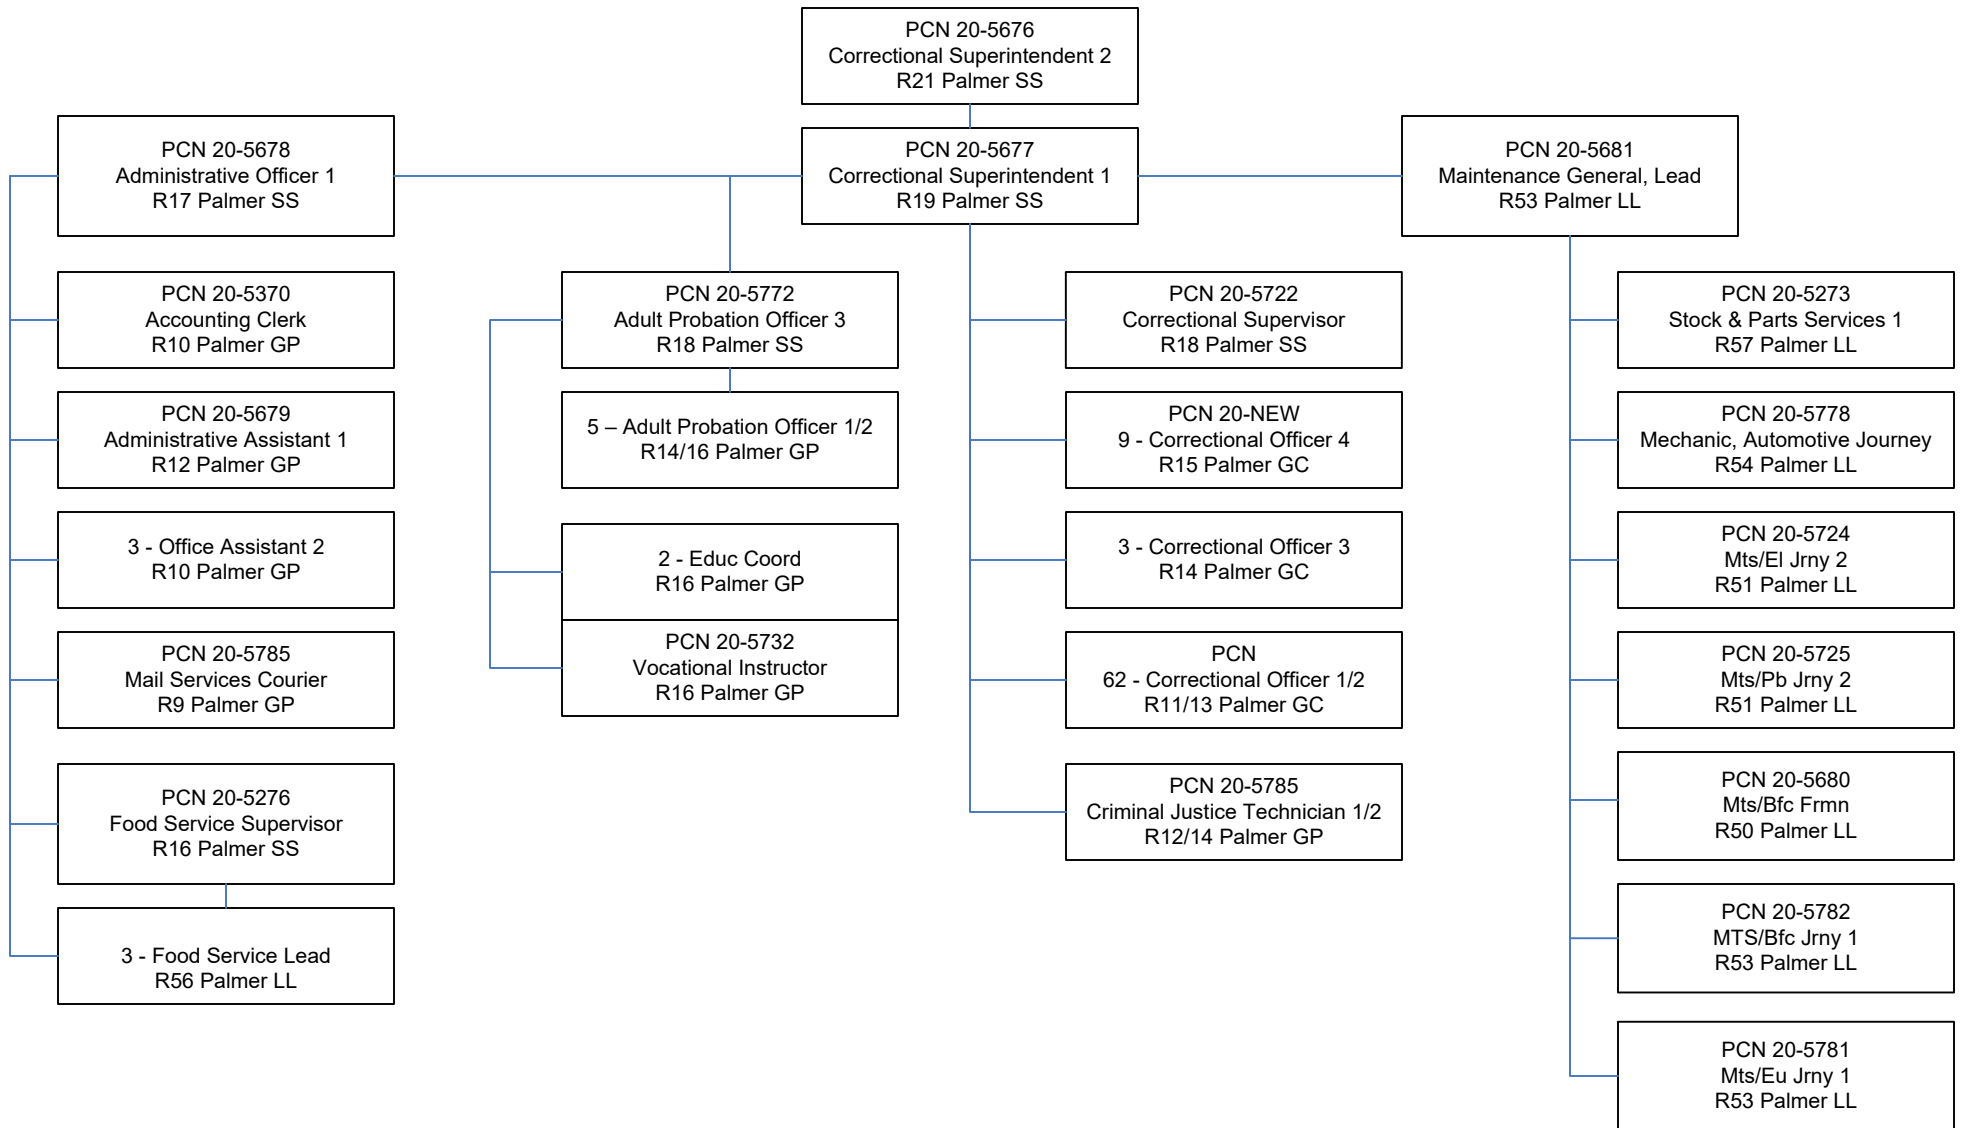 PCN 20-5676
Correctional Superintendent 2
R21 Palmer SS
PCN 20-5678
Administrative Officer 1
R17 Palmer SS
PCN 20-5677
Correctional Superintendent 1
R19 Palmer SS
PCN 20-5681
Maintenance General, Lead
R53 Palmer LL
PCN 20-5370
Accounting Clerk
R10 Palmer GP
PCN 20-5679
Administrative Assistant 1
R12 Palmer GP
3 - Office Assistant 2
R10 Palmer GP
PCN 20-5785
Mail Services Courier
R9 Palmer GP
PCN 20-5276
Food Service Supervisor
R16 Palmer SS
3 - Food Service Lead
R56 Palmer LL
PCN 20-5772
Adult Probation Officer 3
R18 Palmer SS
5 – Adult Probation Officer 1/2
R14/16 Palmer GP
2 - Educ Coord
R16 Palmer GP
PCN 20-5732
Vocational Instructor
R16 Palmer GP
PCN 20-5722
Correctional Supervisor
R18 Palmer SS
PCN 20-NEW
9 - Correctional Officer 4
R15 Palmer GC
3 - Correctional Officer 3
R14 Palmer GC
PCN
62 - Correctional Officer 1/2
R11/13 Palmer GC
PCN 20-5785
Criminal Justice Technician 1/2
R12/14 Palmer GP
PCN 20-5273
Stock & Parts Services 1
R57 Palmer LL
PCN 20-5778
Mechanic, Automotive Journey
R54 Palmer LL
PCN 20-5724
Mts/El Jrny 2
R51 Palmer LL
PCN 20-5725
Mts/Pb Jrny 2
R51 Palmer LL
PCN 20-5680
Mts/Bfc Frmn
R50 Palmer LL
PCN 20-5782
MTS/Bfc Jrny 1
R53 Palmer LL
PCN 20-5781
Mts/Eu Jrny 1
R53 Palmer LL